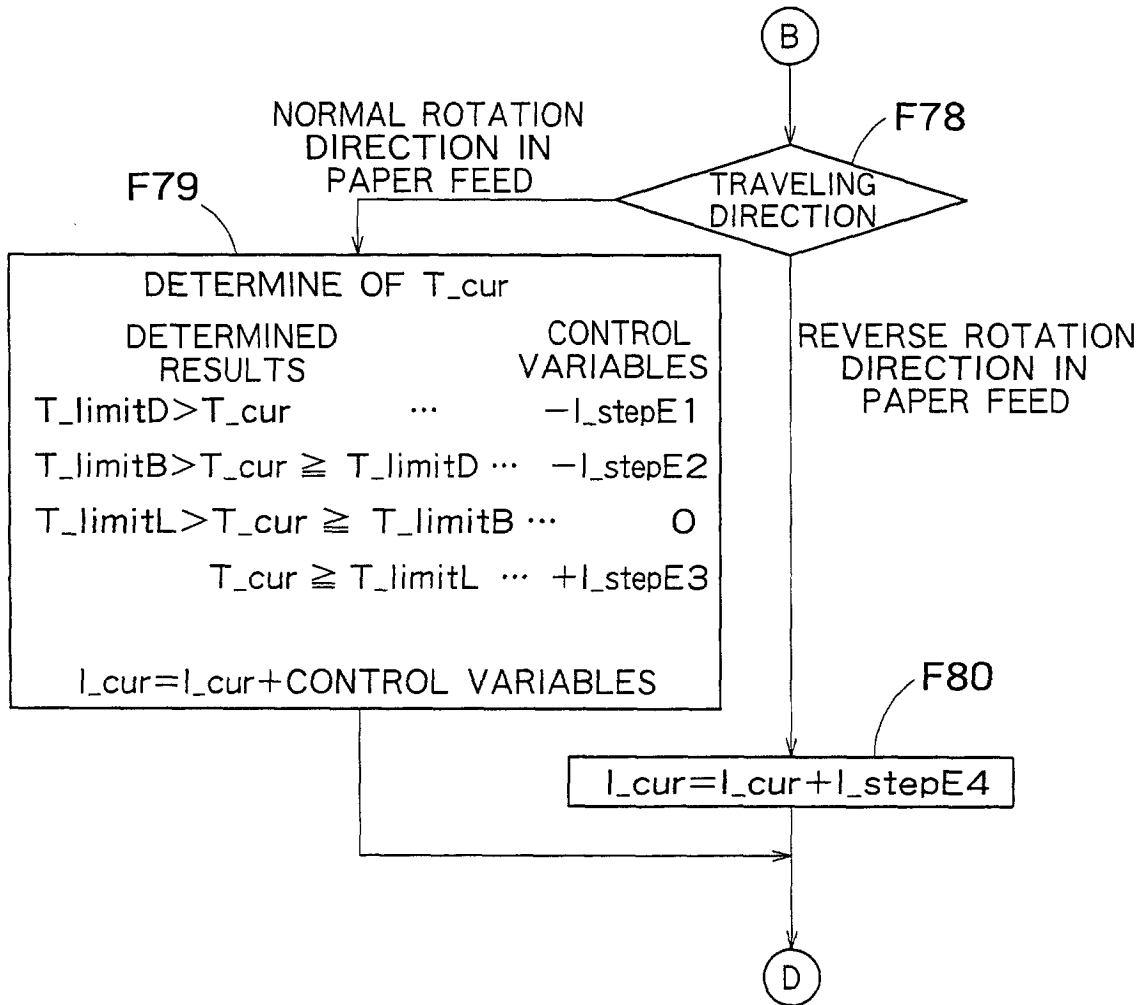 B
F78
TRAVELING
DIRECTION
NORMAL ROTATION
DIRECTION IN
PAPER FEED
F79
DETERMINE OF T_cur
DETERMINED
RESULTS
CONTROL
VARIABLES
T_limitD>T_cur ... -I_stepE1
T_limitB>T_cur ≧ T_limitD ... -I_stepE2
T_limitL>T_cur ≧ T_limitB ... 0
T_cur ≧ T_limitL ... +I_stepE3
I_cur=I_cur+CONTROL VARIABLES
REVERSE ROTATION
DIRECTION IN
PAPER FEED
F80
I_cur=I_cur+I_stepE4
D